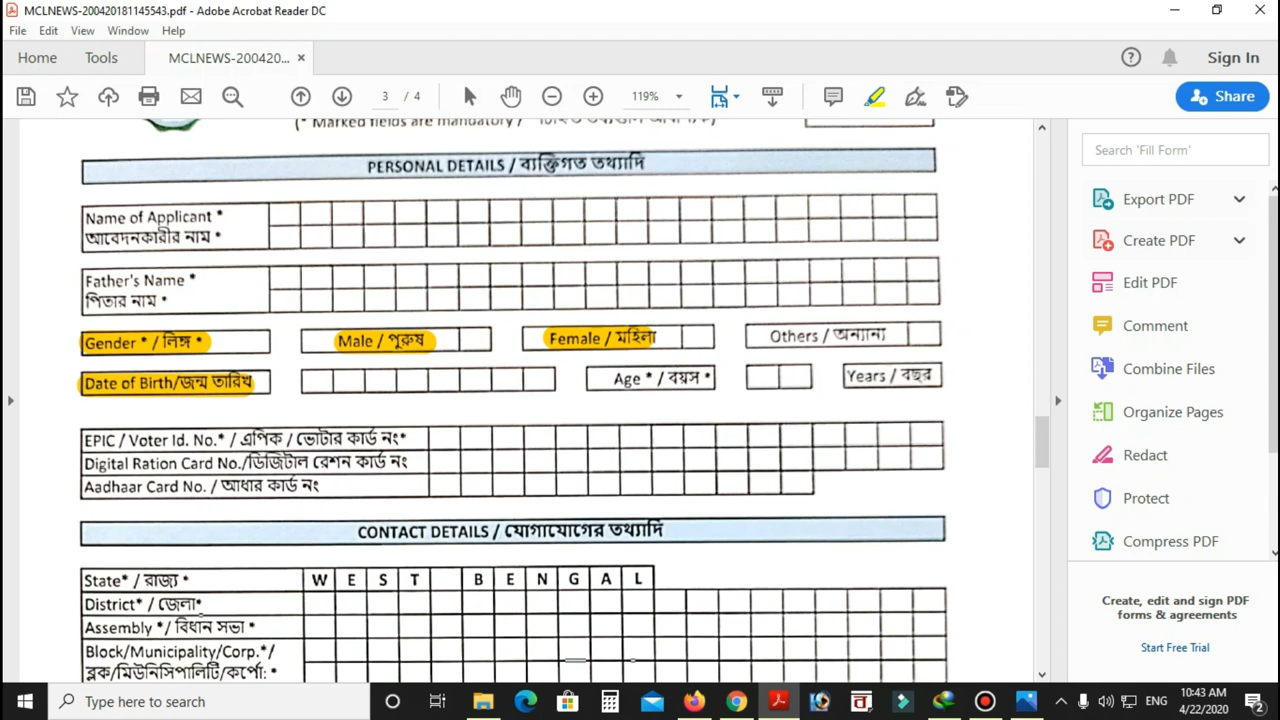 MCLNEWS-200420181145543.pdf - Adobe Acrobat Reader DC
File Edit View Window Help
Home Tools MCLNEWS-200420... × Sign In
3 / 4 119% Share
(* Marked fields are mandatory /
PERSONAL DETAILS / ব্যক্তিগত তথ্যাদি
Name of Applicant *
আবেদনকারীর নাম *
Father's Name *
পিতার নাম *
Gender * / লিঙ্গ * Male / পুরুষ Female / মহিলা Others / অন্যান্য
Date of Birth/জন্ম তারিখ Age * / বয়স * Years / বছর
EPIC / Voter Id. No.* / এপিক / ভোটার কার্ড নং*
Digital Ration Card No./ডিজিটাল রেশন কার্ড নং
Aadhaar Card No. / আধার কার্ড নং
CONTACT DETAILS / যোগাযোগের তথ্যাদি
State* / রাজ্য * W E S T B E N G A L
District* / জেলা*
Assembly */ বিধান সভা *
Block/Municipality/Corp.*/
ব্লক/মিউনিসিপালিটি/কর্পো: *
Search 'Fill Form'
Export PDF
Create PDF
Edit PDF
Comment
Combine Files
Organize Pages
Redact
Protect
Compress PDF
Create, edit and sign PDF
forms & agreements
Start Free Trial
Type here to search
ENG
10:43 AM
4/22/2020
2